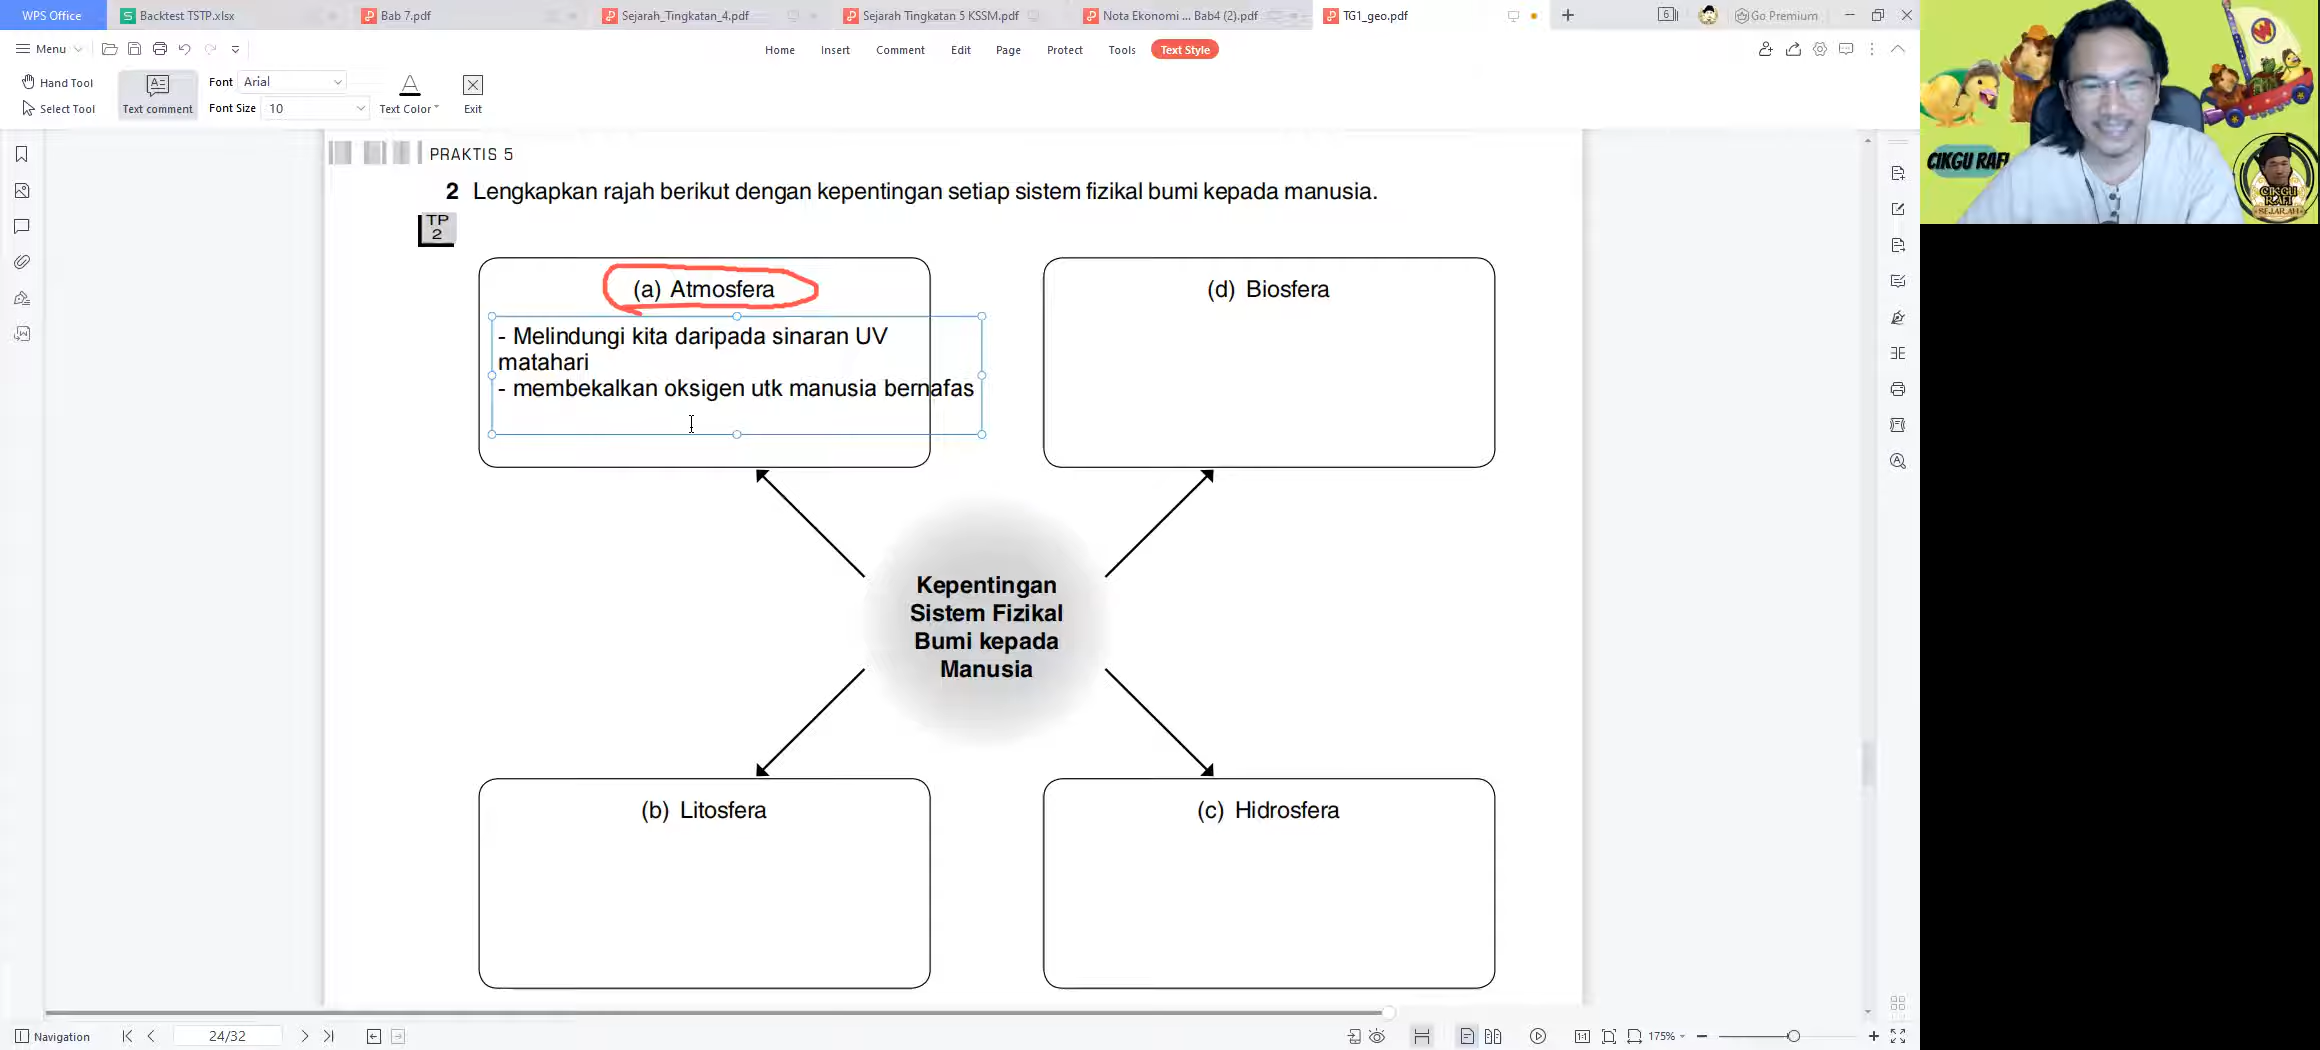 WPS Office
Backtest TSTP.xlsx
Bab 7.pdf
Sejarah_Tingkatan_4.pdf
Sejarah Tingkatan 5 KSSM.pdf
Nota Ekonomi ... Bab4 (2).pdf
TG1_geo.pdf
Go Premium
Menu
Home
Insert
Comment
Edit
Page
Protect
Tools
Text Style
Hand Tool
Select Tool
Text comment
Font Arial
Font Size 10
Text Color
Exit
CIKGU RAFI
CIKGU
RAFI
SEJARAH
PRAKTIS 5
2 Lengkapkan rajah berikut dengan kepentingan setiap sistem fizikal bumi kepada manusia.
TP
2
(a) Atmosfera
- Melindungi kita daripada sinaran UV
matahari
- membekalkan oksigen utk manusia bernafas
(d) Biosfera
Kepentingan
Sistem Fizikal
Bumi kepada
Manusia
(b) Litosfera
(c) Hidrosfera
Navigation
24/32
175%